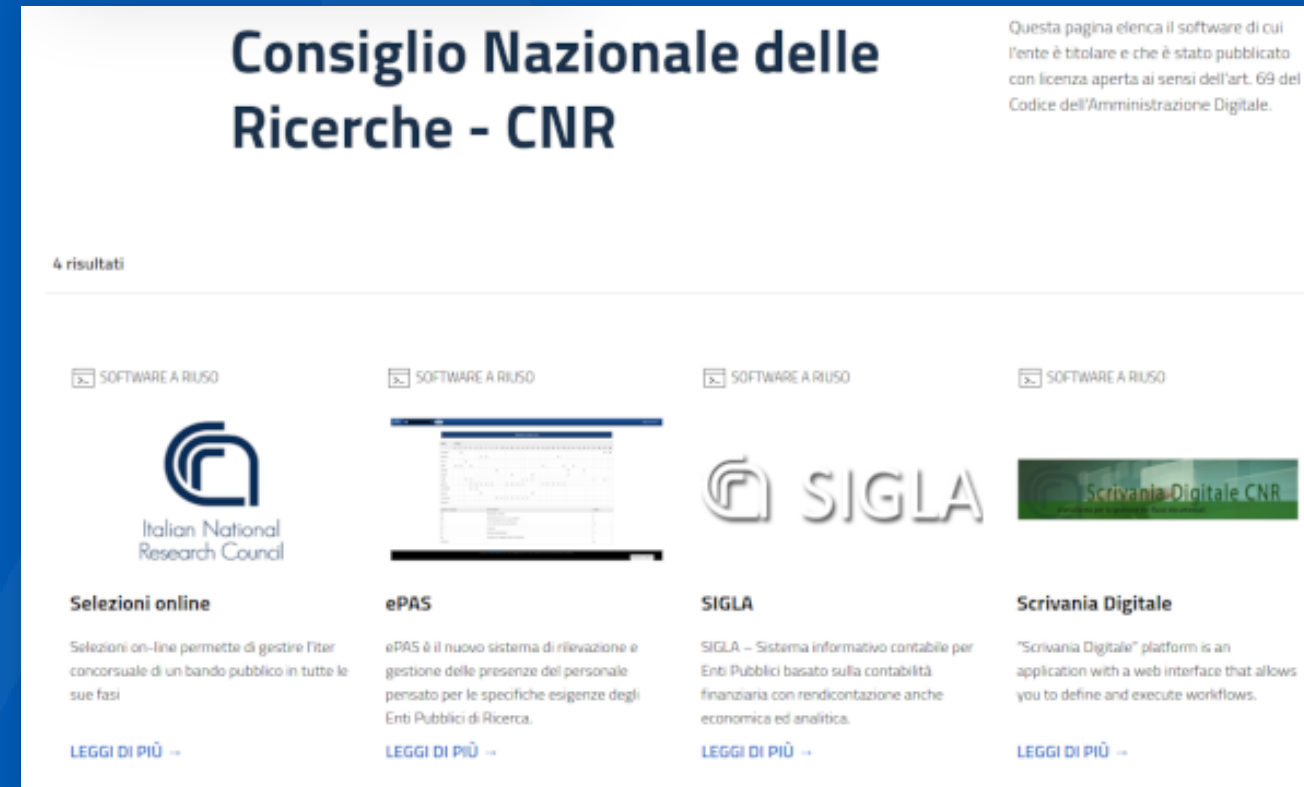 Consiglio Nazionale delle
Ricerche - CNR
Questa pagina elenca il software di cui
l'ente è titolare e che è stato pubblicato
con licenza aperta ai sensi dell'art. 69 del
Codice dell'Amministrazione Digitale.
4 risultati
SOFTWARE A RIUSO
Italian National
Research Council
Selezioni online
Selezioni on-line permette di gestire l'iter
concorsuale di un bando pubblico in tutte le
sue fasi
LEGGI DI PIÙ →
SOFTWARE A RIUSO
ePAS
ePAS è il nuovo sistema di rilevazione e
gestione delle presenze del personale
pensato per le specifiche esigenze degli
Enti Pubblici di Ricerca.
LEGGI DI PIÙ →
SOFTWARE A RIUSO
SIGLA
SIGLA
SIGLA – Sistema informativo contabile per
Enti Pubblici basato sulla contabilità
finanziaria con rendicontazione anche
economica ed analitica.
LEGGI DI PIÙ →
SOFTWARE A RIUSO
Scrivania Digitale CNR
Scrivania Digitale
"Scrivania Digitale" platform is an
application with a web interface that allows
you to define and execute workflows.
LEGGI DI PIÙ →